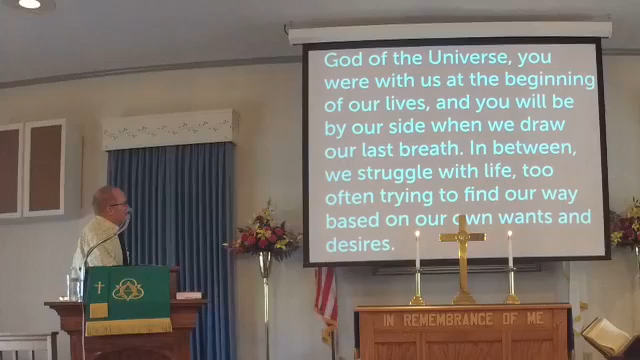 God of the Universe, you
were with us at the beginning
of our lives, and you will be
by our side when we draw
our last breath. In between,
we struggle with life, too
often trying to find our way
based on our own wants and
desires.
IN REMEMBRANCE OF ME